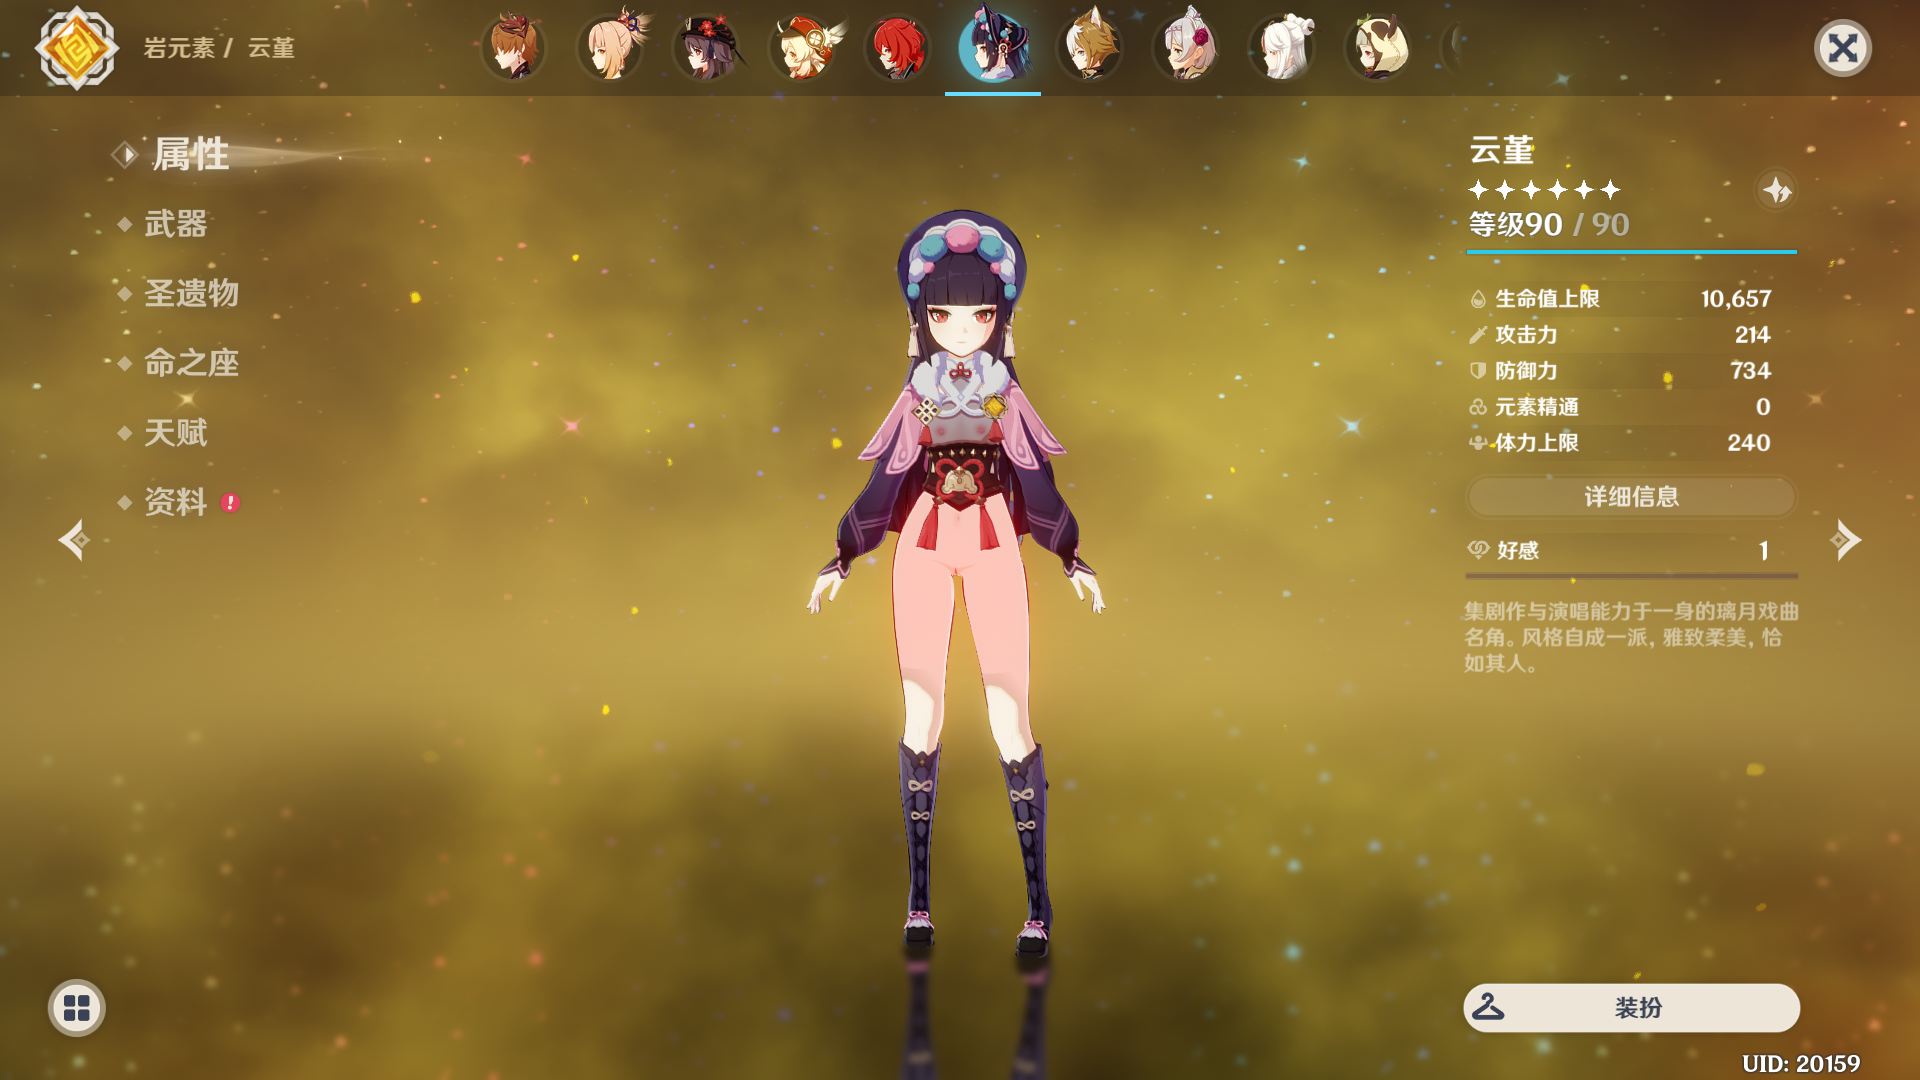 岩元素 / 云堇
属性
武器
圣遗物
命之座
天赋
资料
云堇
等级90 / 90
生命值上限 10,657
攻击力 214
防御力 734
元素精通 0
体力上限 240
详细信息
好感 1
集剧作与演唱能力于一身的璃月戏曲
名角。风格自成一派，雅致柔美，恰
如其人。
装扮
UID: 20159